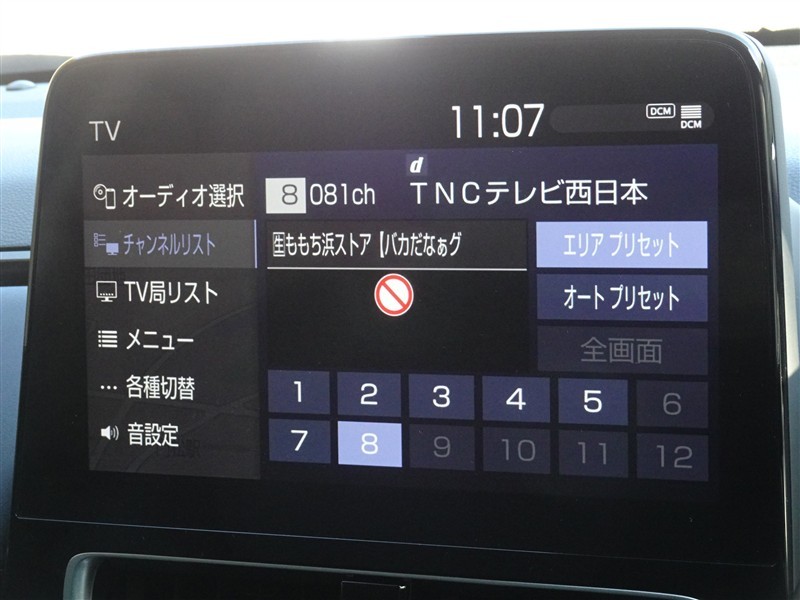 TV
11:07
DCM
DCM
d
オーディオ選択
8 081ch TNCテレビ西日本
チャンネルリスト
生ももち浜ストア【バカだなぁグ
エリア プリセット
TV局リスト
オート プリセット
メニュー
全画面
各種切替
1 2 3 4 5 6
音設定
7 8 9 10 11 12